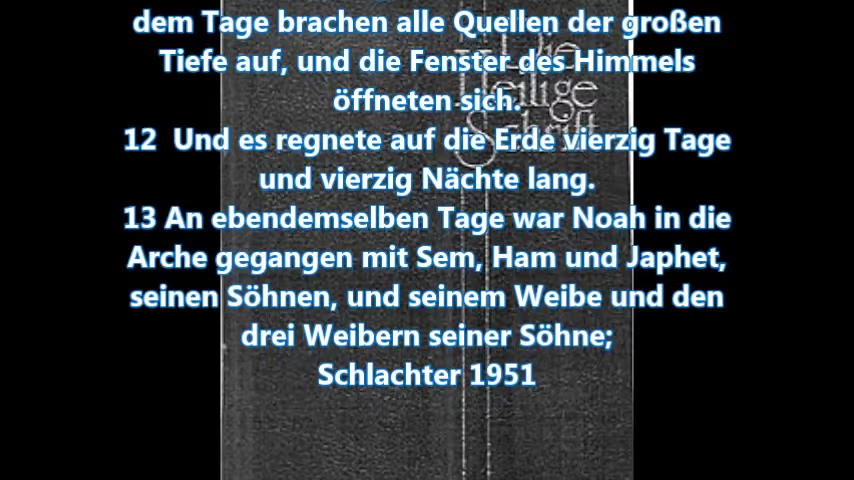 dem Tage brachen alle Quellen der großen
Tiefe auf, und die Fenster des Himmels
öffneten sich.
12  Und es regnete auf die Erde vierzig Tage
und vierzig Nächte lang.
13 An ebendemselben Tage war Noah in die
Arche gegangen mit Sem, Ham und Japhet,
seinen Söhnen, und seinem Weibe und den
drei Weibern seiner Söhne;
Schlachter 1951
Die
Heilige
Schrift